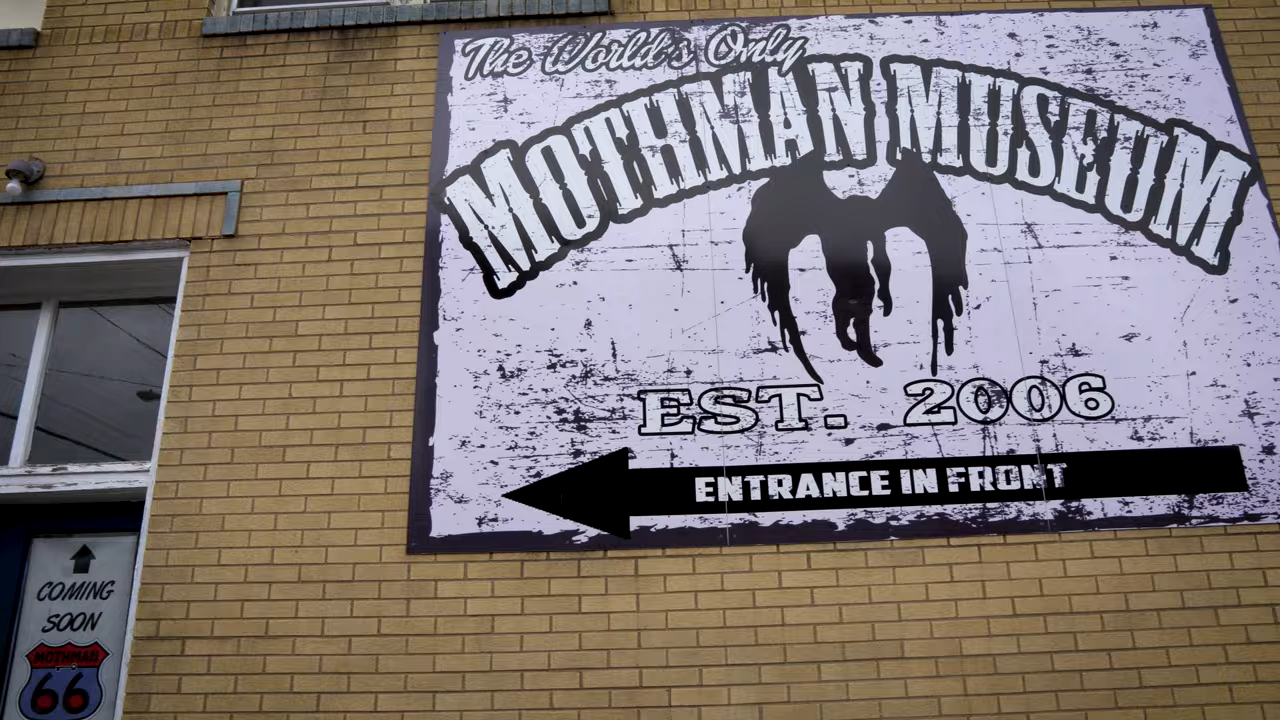 The World's Only
MOTHMAN MUSEUM
EST. 2006
ENTRANCE IN FRONT
COMING
SOON
MOTHMAN
66